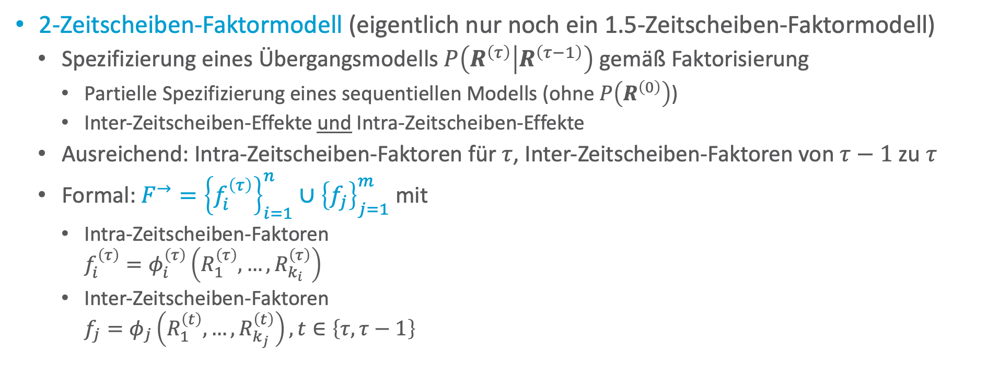 • 2-Zeitscheiben-Faktormodell (eigentlich nur noch ein 1.5-Zeitscheiben-Faktormodell)
• Spezifizierung eines Übergangsmodells $P\left(\boldsymbol{R}^{(\tau)}\middle|\boldsymbol{R}^{(\tau-1)}\right)$ gemäß Faktorisierung
• Partielle Spezifizierung eines sequentiellen Modells (ohne $P\left(\boldsymbol{R}^{(0)}\right)$)
• Inter-Zeitscheiben-Effekte und Intra-Zeitscheiben-Effekte
• Ausreichend: Intra-Zeitscheiben-Faktoren für $\tau$, Inter-Zeitscheiben-Faktoren von $\tau - 1$ zu $\tau$
• Formal: $F^{\rightarrow} = \left\{f_i^{(\tau)}\right\}_{i=1}^{n} \cup \left\{f_j\right\}_{j=1}^{m}$ mit
• Intra-Zeitscheiben-Faktoren
$f_i^{(\tau)} = \phi_i^{(\tau)}\left(R_1^{(\tau)}, \ldots, R_{k_i}^{(\tau)}\right)$
• Inter-Zeitscheiben-Faktoren
$f_j = \phi_j\left(R_1^{(t)}, \ldots, R_{k_j}^{(t)}\right), t \in \{\tau, \tau - 1\}$